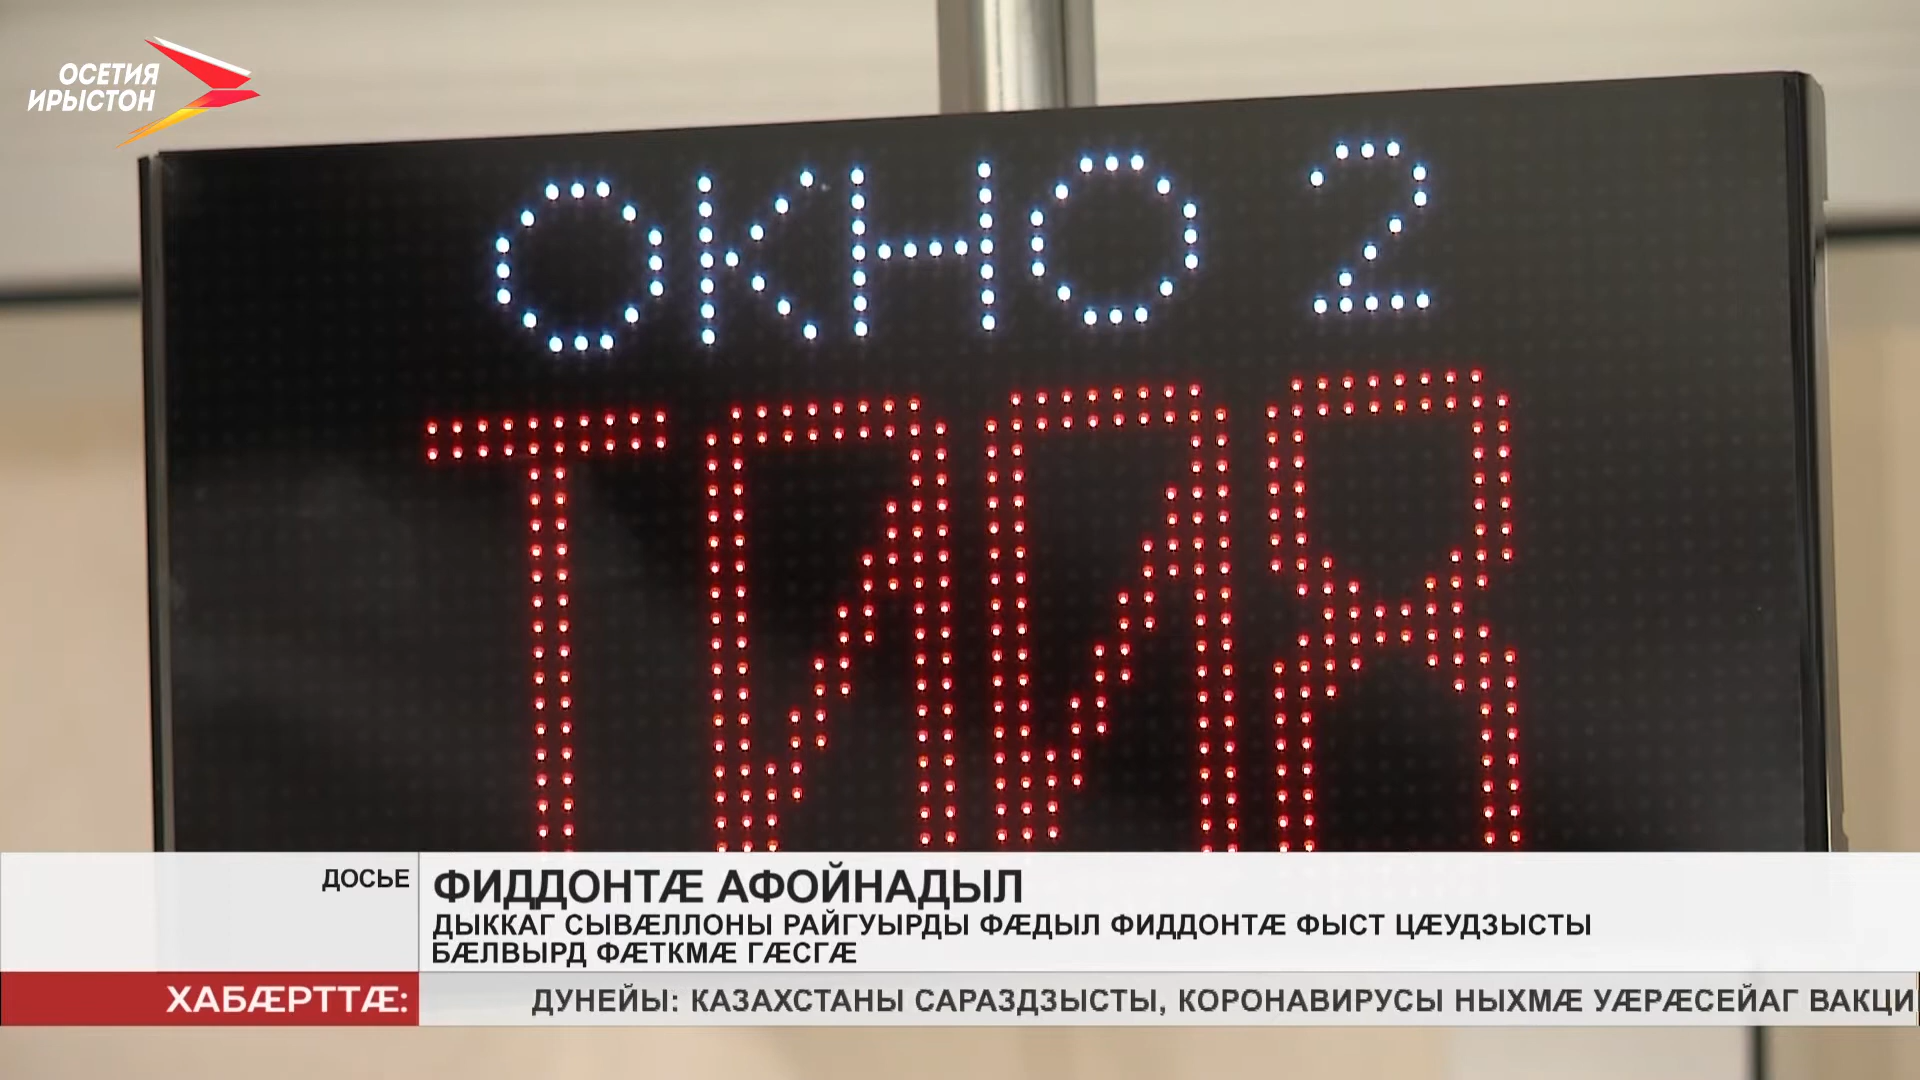 ОСЕТИЯ
ИРЫСТОН
ОКНО 2
ДОСЬЕ
ФИДДОНТÆ АФОЙНАДЫЛ
ДЫККАГ СЫВÆЛЛОНЫ РАЙГУЫРДЫ ФÆДЫЛ ФИДДОНТÆ ФЫСТ ЦÆУДЗЫСТЫ
БÆЛВЫРД ФÆТКМÆ ГÆСГÆ
ХАБÆРТТÆ:
ДУНЕЙЫ: КАЗАХСТАНЫ САРАЗДЗЫСТЫ, КОРОНАВИРУСЫ НЫХМÆ УÆРÆСЕЙАГ ВАКЦИ